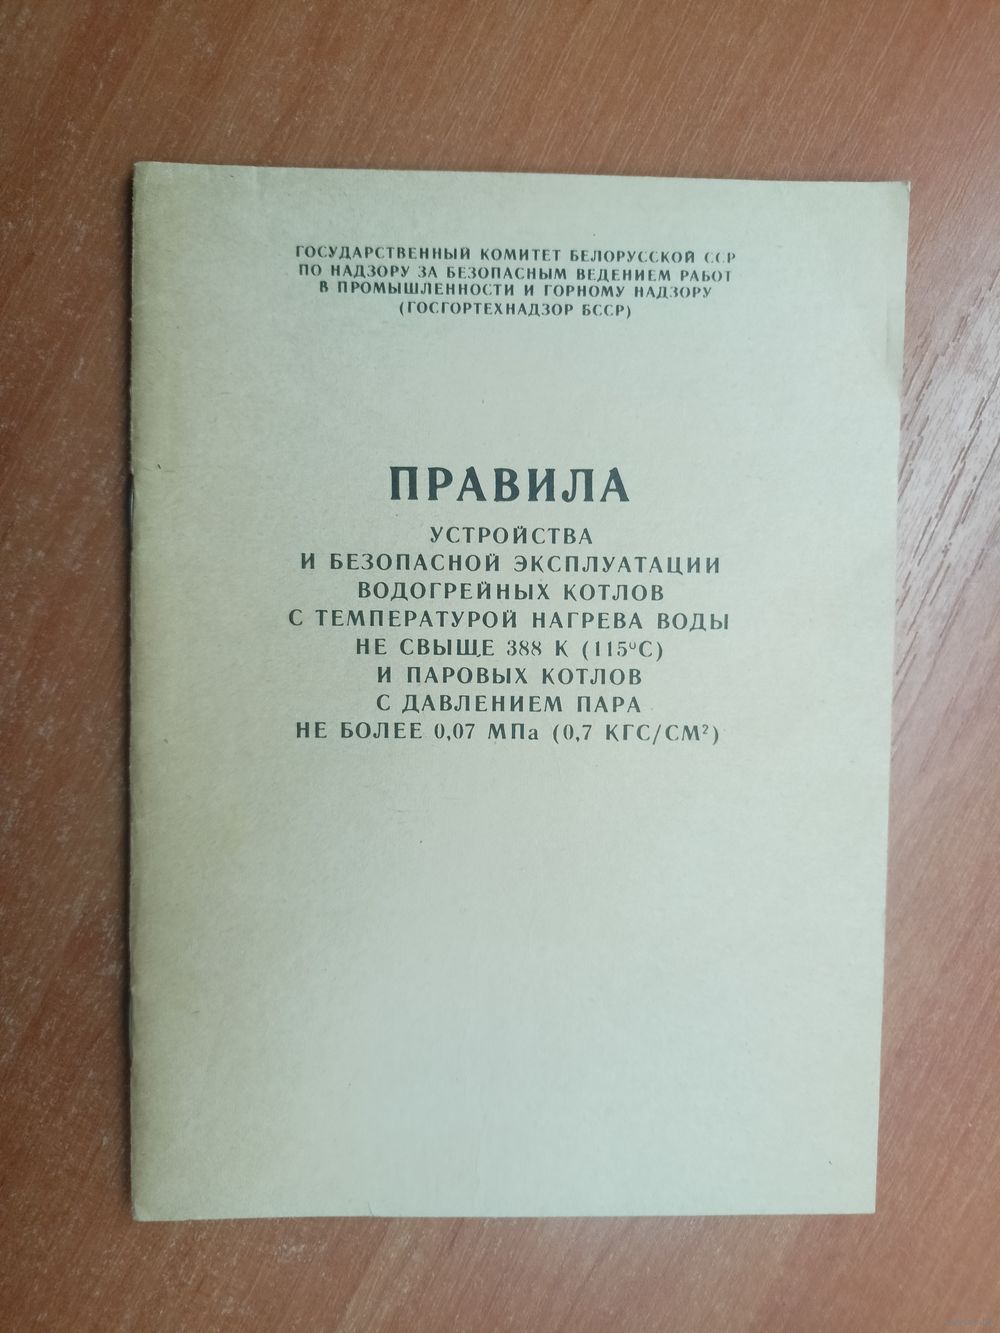 ГОСУДАРСТВЕННЫЙ КОМИТЕТ БЕЛОРУССКОЙ ССР
ПО НАДЗОРУ ЗА БЕЗОПАСНЫМ ВЕДЕНИЕМ РАБОТ
В ПРОМЫШЛЕННОСТИ И ГОРНОМУ НАДЗОРУ
(ГОСГОРТЕХНАДЗОР БССР)
ПРАВИЛА
УСТРОЙСТВА
И БЕЗОПАСНОЙ ЭКСПЛУАТАЦИИ
ВОДОГРЕЙНЫХ КОТЛОВ
С ТЕМПЕРАТУРОЙ НАГРЕВА ВОДЫ
НЕ СВЫЩЕ 388 К (115°С)
И ПАРОВЫХ КОТЛОВ
С ДАВЛЕНИЕМ ПАРА
НЕ БОЛЕЕ 0,07 МПа (0,7 КГС/СМ²)